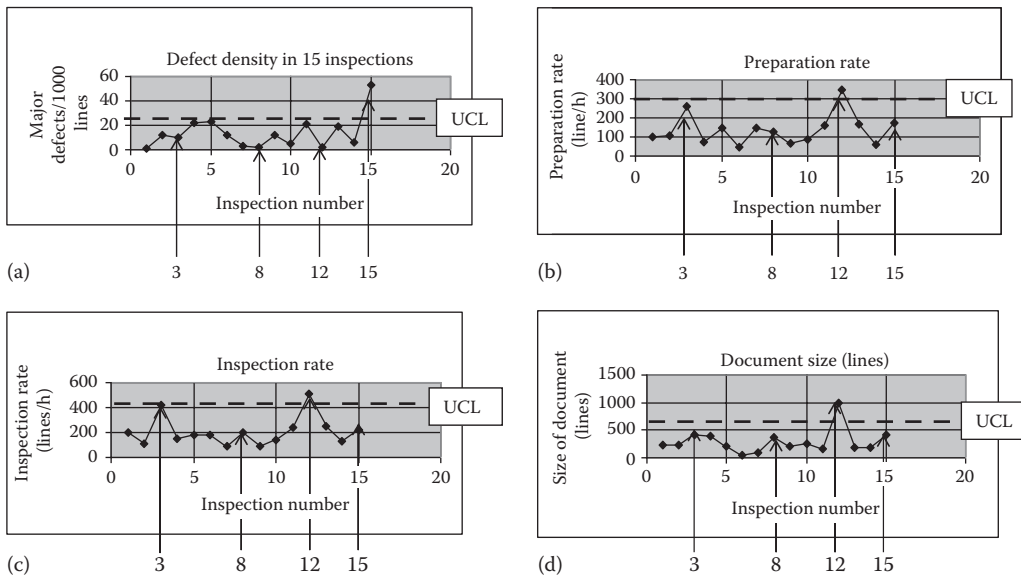 Defect density in 15 inspections
Major
defects/1000
lines
60
40
20
0
UCL
0 5 10 15 20
Inspection number
3 8 12 15
(a)
Preparation rate
Preparation rate
(line/h)
400
300
200
100
0
UCL
0 5 10 15 20
Inspection number
3 8 12 15
(b)
Inspection rate
Inspection rate
(lines/h)
600
400
200
0
UCL
0 5 10 15 20
Inspection number
3 8 12 15
(c)
Document size (lines)
Size of document
(lines)
1500
1000
500
0
UCL
0 5 10 15 20
Inspection number
3 8 12 15
(d)